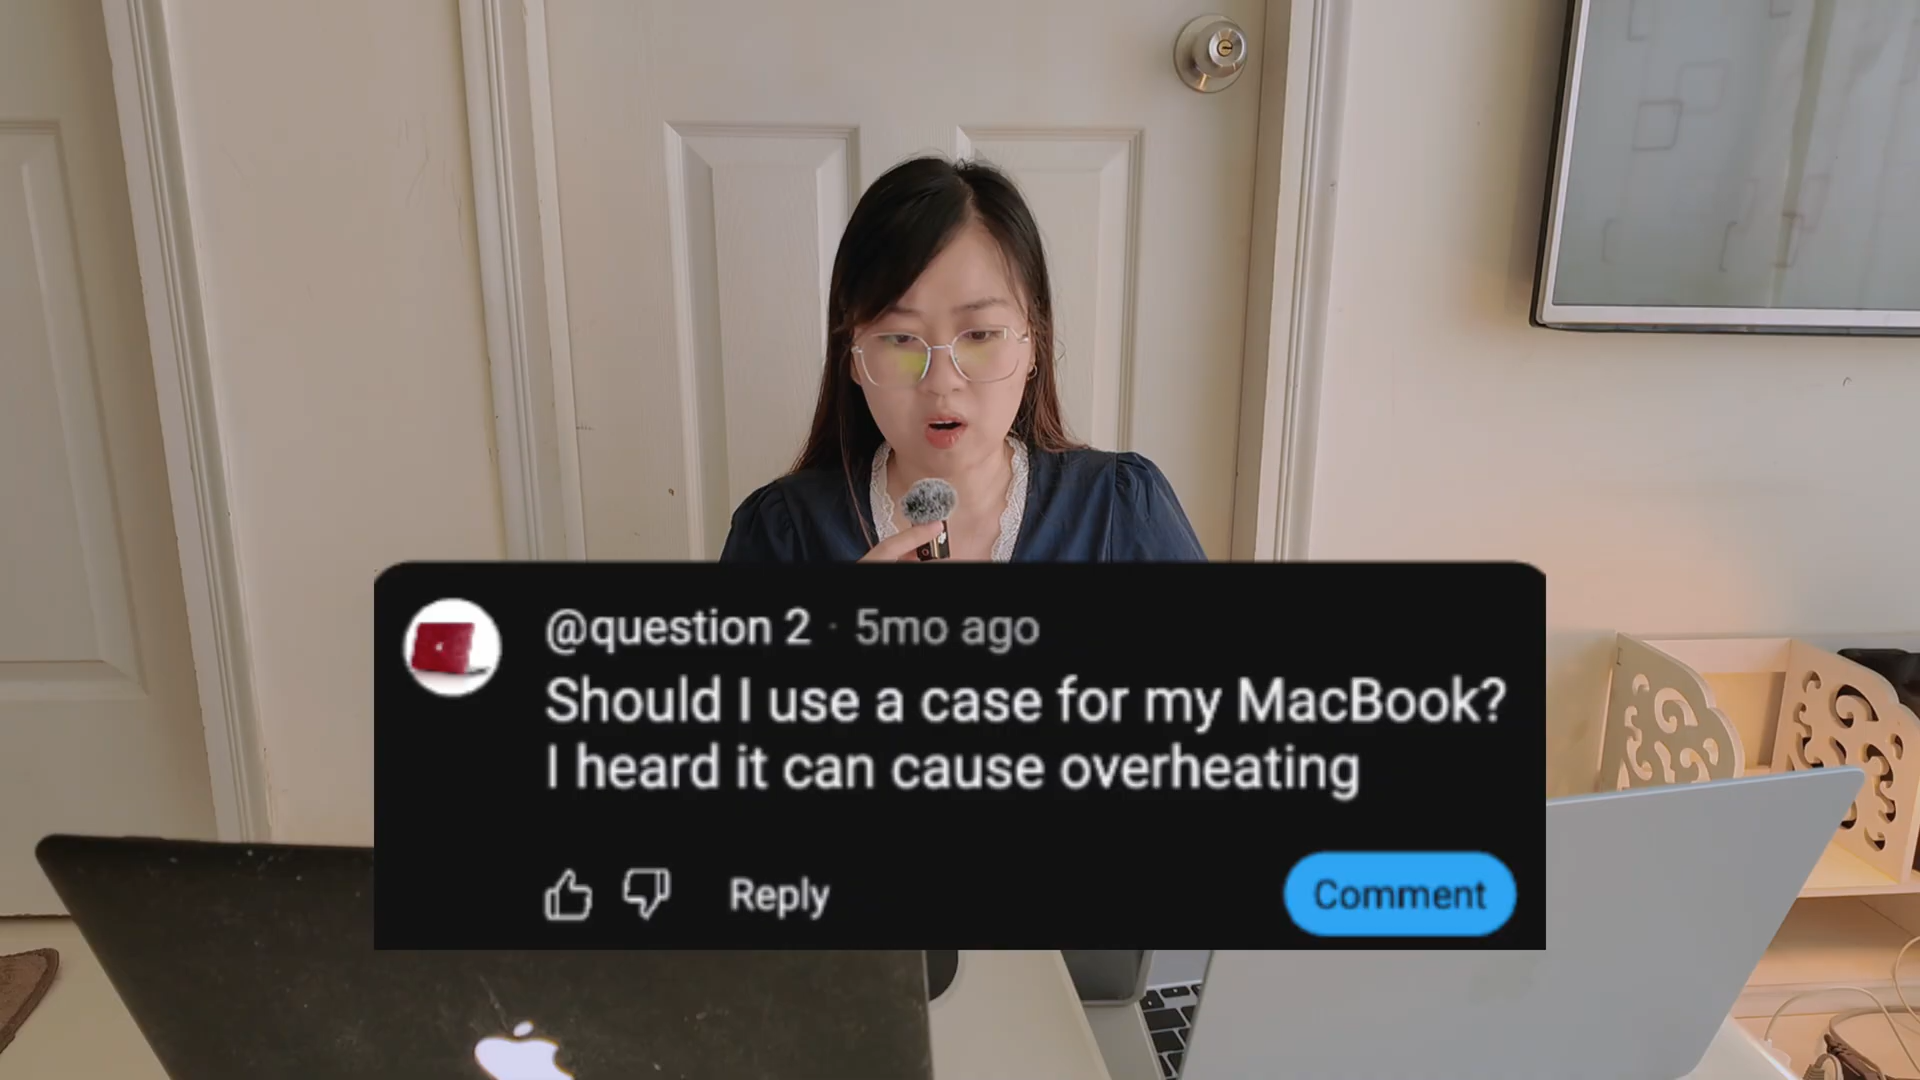 @question 2 · 5mo ago
Should I use a case for my MacBook?
I heard it can cause overheating
Reply
Comment